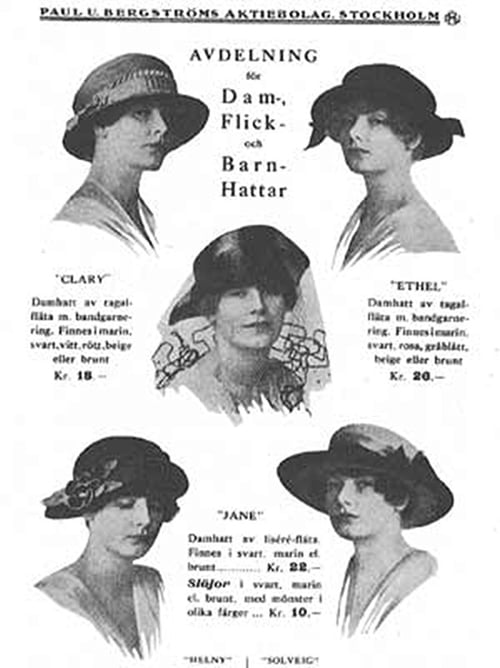 PAUL U. BERGSTRÖMS AKTIEBOLAG, STOCKHOLM
AVDELNING
för
Dam-,
Flick-
och
Barn-
Hattar
"CLARY"
Damhatt av tagal-
fläta m. bandgarne-
ring. Finnes i marin,
svart, vitt, rött, beige
eller brunt
Kr. 18.—
"ETHEL"
Damhatt av tagal-
fläta m. bandgarne-
ring. Finnes i marin,
svart, rosa, gråblått,
beige eller brunt
Kr. 26.—
"JANE"
Damhatt av liséré-fläta.
Finnes i svart, marin el.
brunt............ Kr. 22.—
Slöjor i svart, marin
el. brunt, med mönster i
olika färger ... Kr. 10.—
"HELNY" | "SOLVEIG"